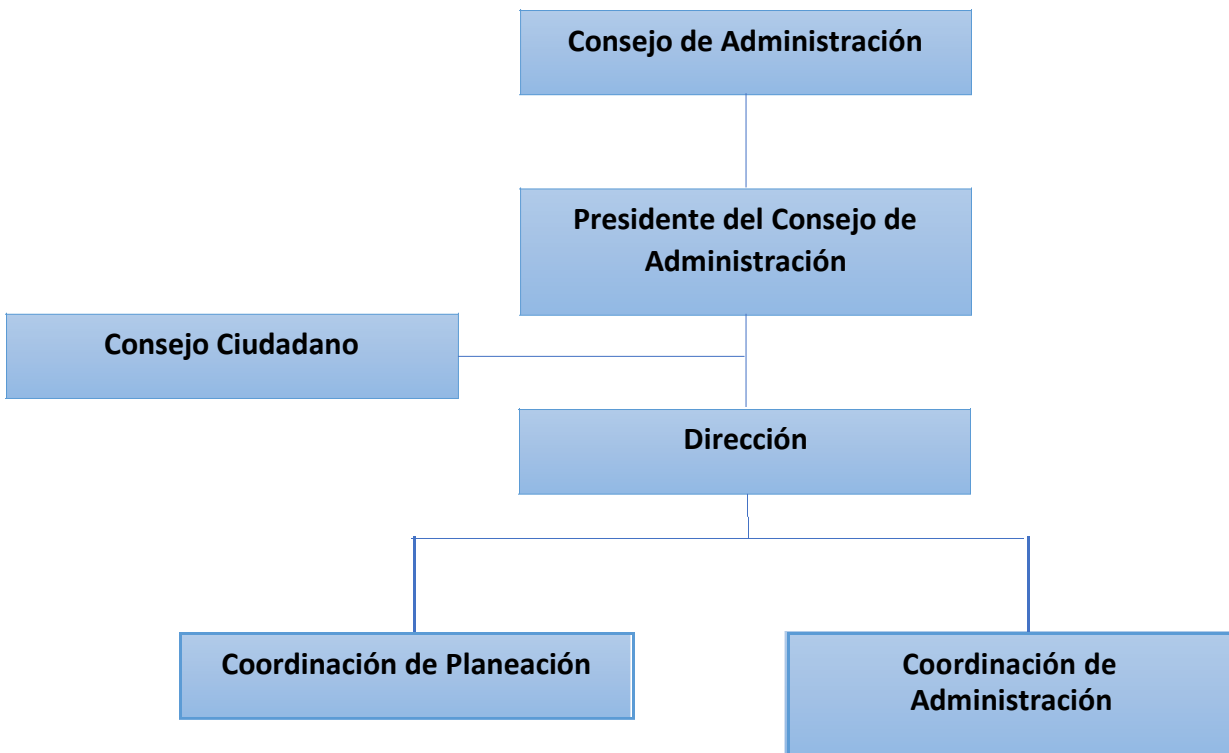 Consejo de Administración
Presidente del Consejo de
Administración
Consejo Ciudadano
Dirección
Coordinación de Planeación
Coordinación de
Administración